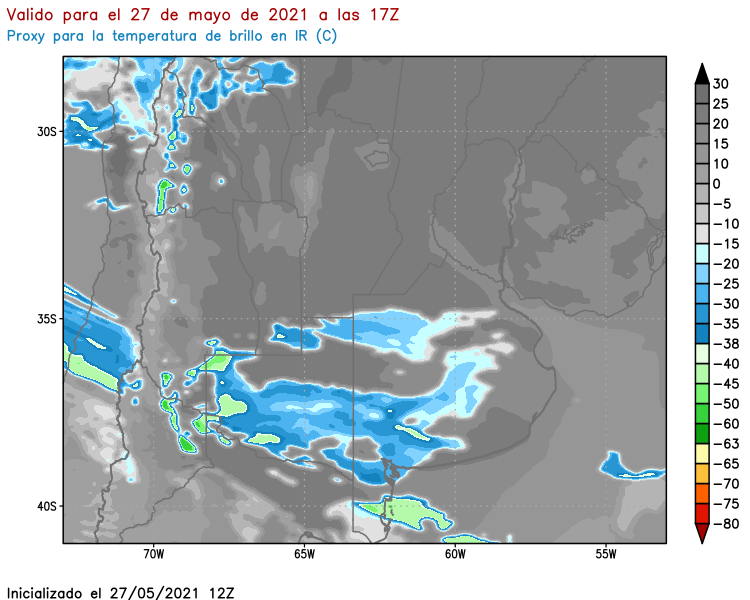 Valido para el 27 de mayo de 2021 a las 17Z
Proxy para la temperatura de brillo en IR (C)
30S
35S
40S
70W
65W
60W
55W
30
25
20
15
10
0
−5
−10
−15
−20
−25
−30
−35
−38
−40
−45
−50
−60
−63
−65
−70
−75
−80
Inicializado el 27/05/2021 12Z